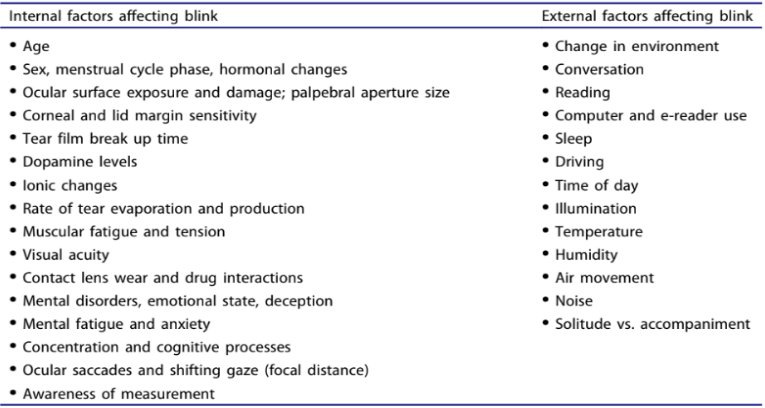 Internal factors affecting blink External factors affecting blink
• Age • Change in environment
• Sex, menstrual cycle phase, hormonal changes • Conversation
• Ocular surface exposure and damage; palpebral aperture size • Reading
• Corneal and lid margin sensitivity • Computer and e-reader use
• Tear film break up time • Sleep
• Dopamine levels • Driving
• Ionic changes • Time of day
• Rate of tear evaporation and production • Illumination
• Muscular fatigue and tension • Temperature
• Visual acuity • Humidity
• Contact lens wear and drug interactions • Air movement
• Mental disorders, emotional state, deception • Noise
• Mental fatigue and anxiety • Solitude vs. accompaniment
• Concentration and cognitive processes
• Ocular saccades and shifting gaze (focal distance)
• Awareness of measurement